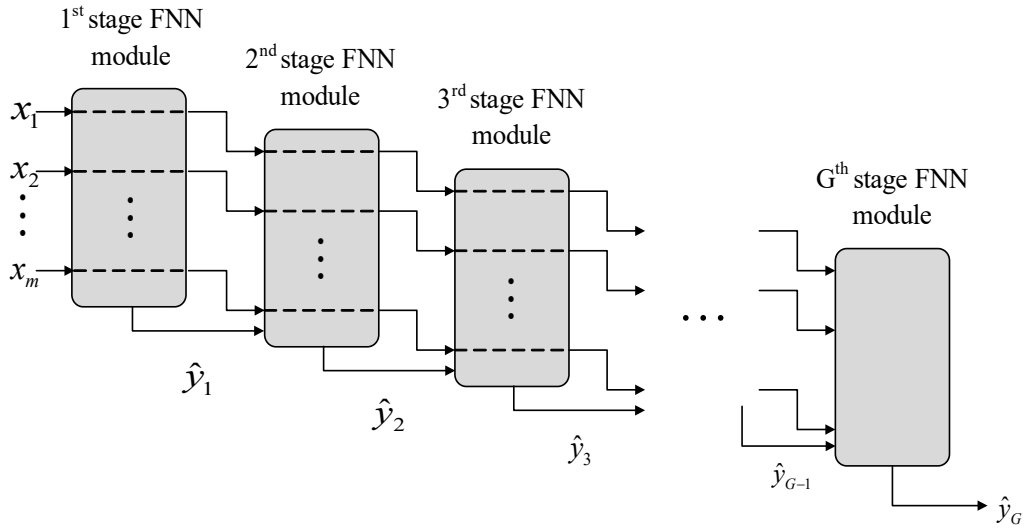 1st stage FNN
module
2nd stage FNN
module
3rd stage FNN
module
Gth stage FNN
module
x1
x2
⋮
xm
ŷ1
ŷ2
ŷ3
...
ŷG−1
ŷG